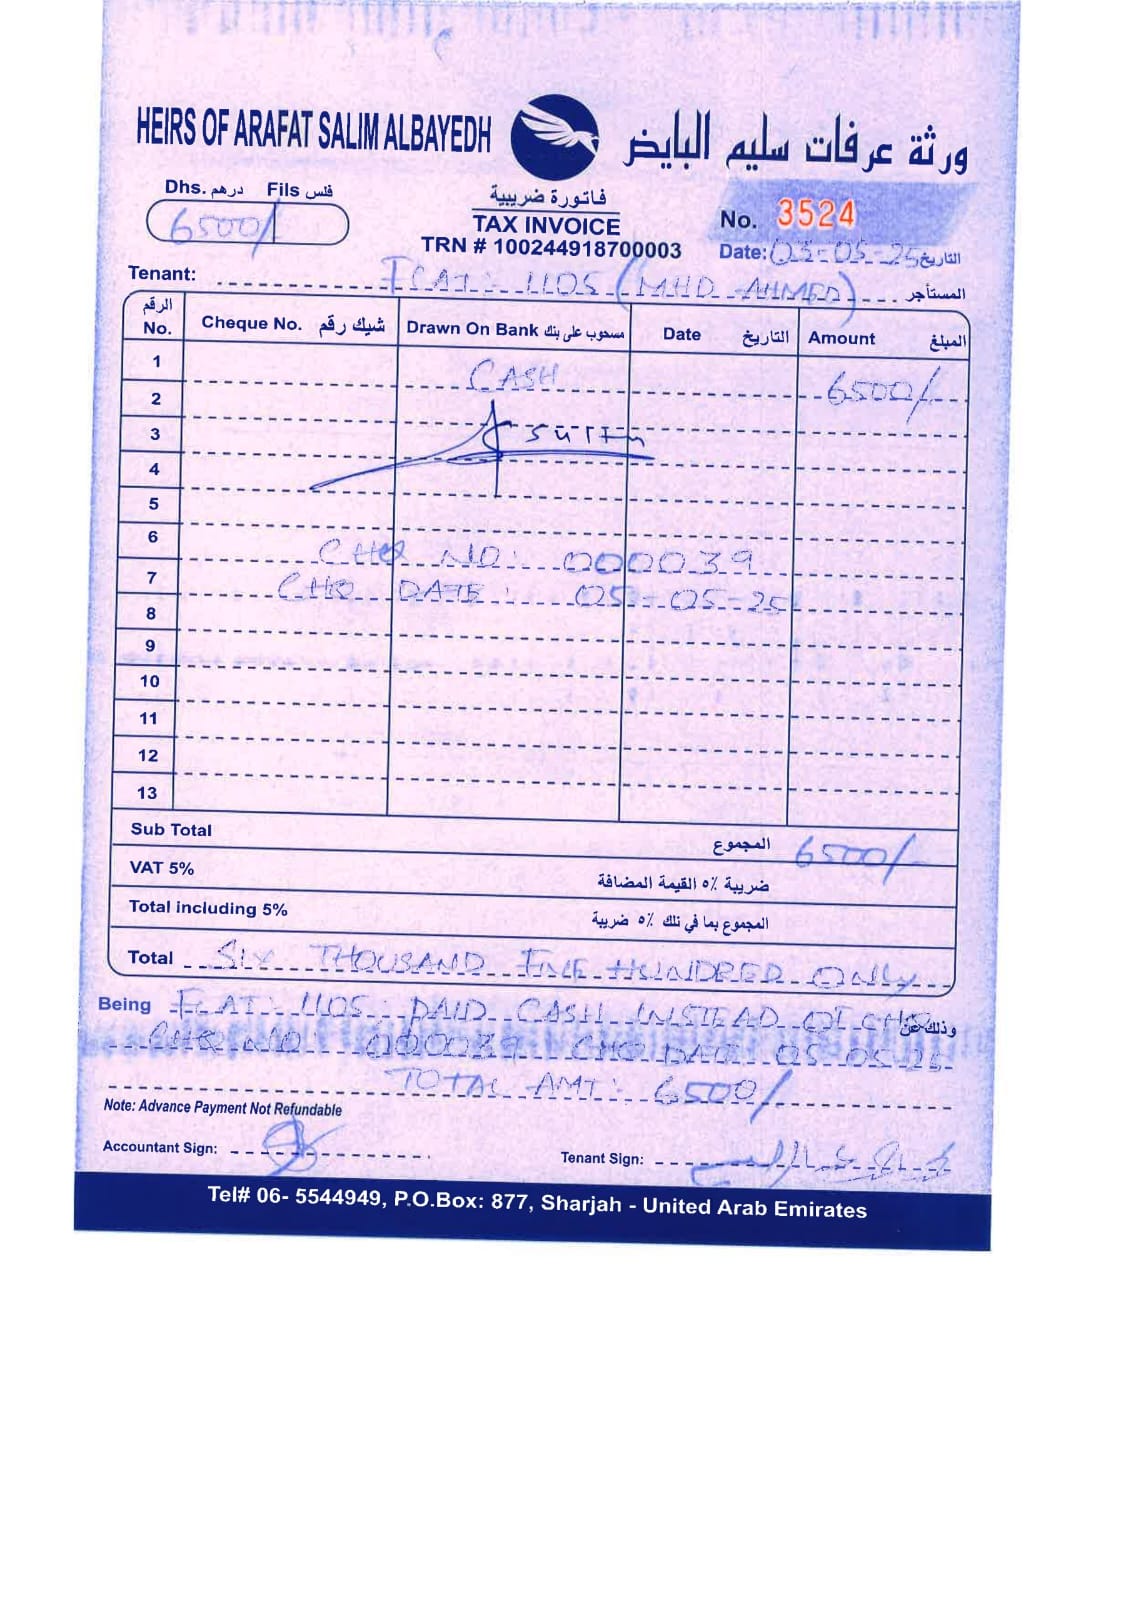 HEIRS OF ARAFAT SALIM ALBAYEDH
ورثة عرفات سليم البايض
Dhs. درهم Fils فلس
6500/
فاتورة ضريبية
TAX INVOICE
TRN # 100244918700003
No. 3524
Date: 03-05-25 التاريخ
Tenant: FLAT: 1105 (MHD AHMED) المستأجر
الرقم No. Cheque No. شيك رقم Drawn On Bank مسحوب على بنك Date التاريخ Amount المبلغ
1 CASH 6500/-
2
3
4
5
6 CHQ NO: 000039
7 CHQ DATE: 05-05-25
8
9
10
11
12
13
Sub Total المجموع 6500/-
VAT 5% ضريبة ٥٪ القيمة المضافة
Total including 5% المجموع بما في ذلك ٥٪ ضريبة
Total SIX THOUSAND FIVE HUNDRED ONLY
Being FLAT: 1105 PAID CASH INSTEAD OF CHQ وذلك عن
CHQ NO 000039 CHQ DATE 05-05-25
TOTAL AMT: 6500/
Note: Advance Payment Not Refundable
Accountant Sign:
Tenant Sign:
Tel# 06- 5544949, P.O.Box: 877, Sharjah - United Arab Emirates